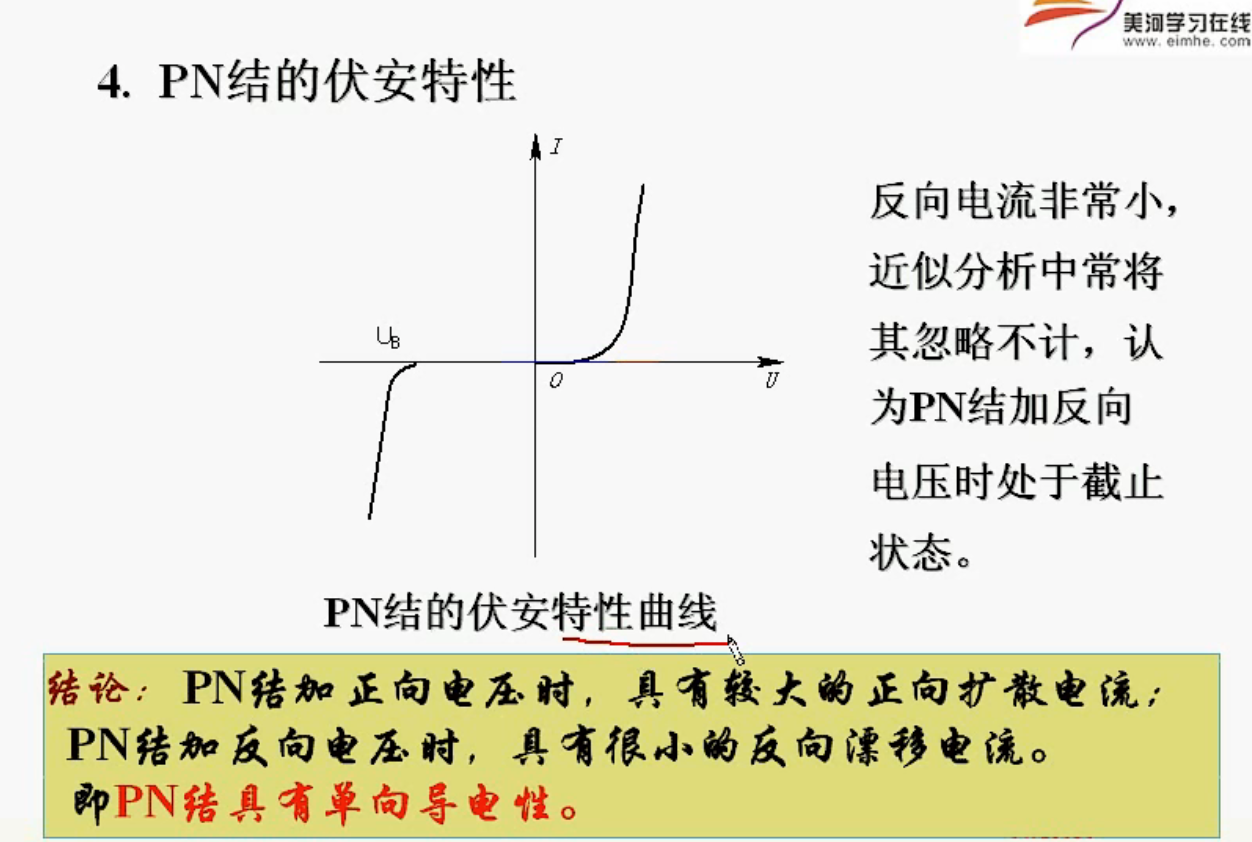 美河学习在线
www.eimhe.com
4. PN结的伏安特性
I
U_B
O
U
反向电流非常小，
近似分析中常将
其忽略不计，认
为PN结加反向
电压时处于截止
状态。
PN结的伏安特性曲线
结论：PN结加正向电压时，具有较大的正向扩散电流；
PN结加反向电压时，具有很小的反向漂移电流。
即PN结具有单向导电性。